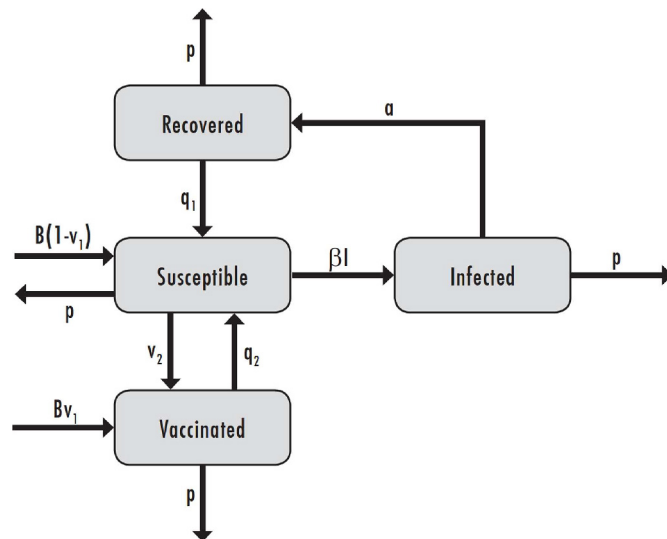 p
Recovered
a
q₁
B(1-v₁)
Susceptible
βI
Infected
p
p
v₂
q₂
Bv₁
Vaccinated
p